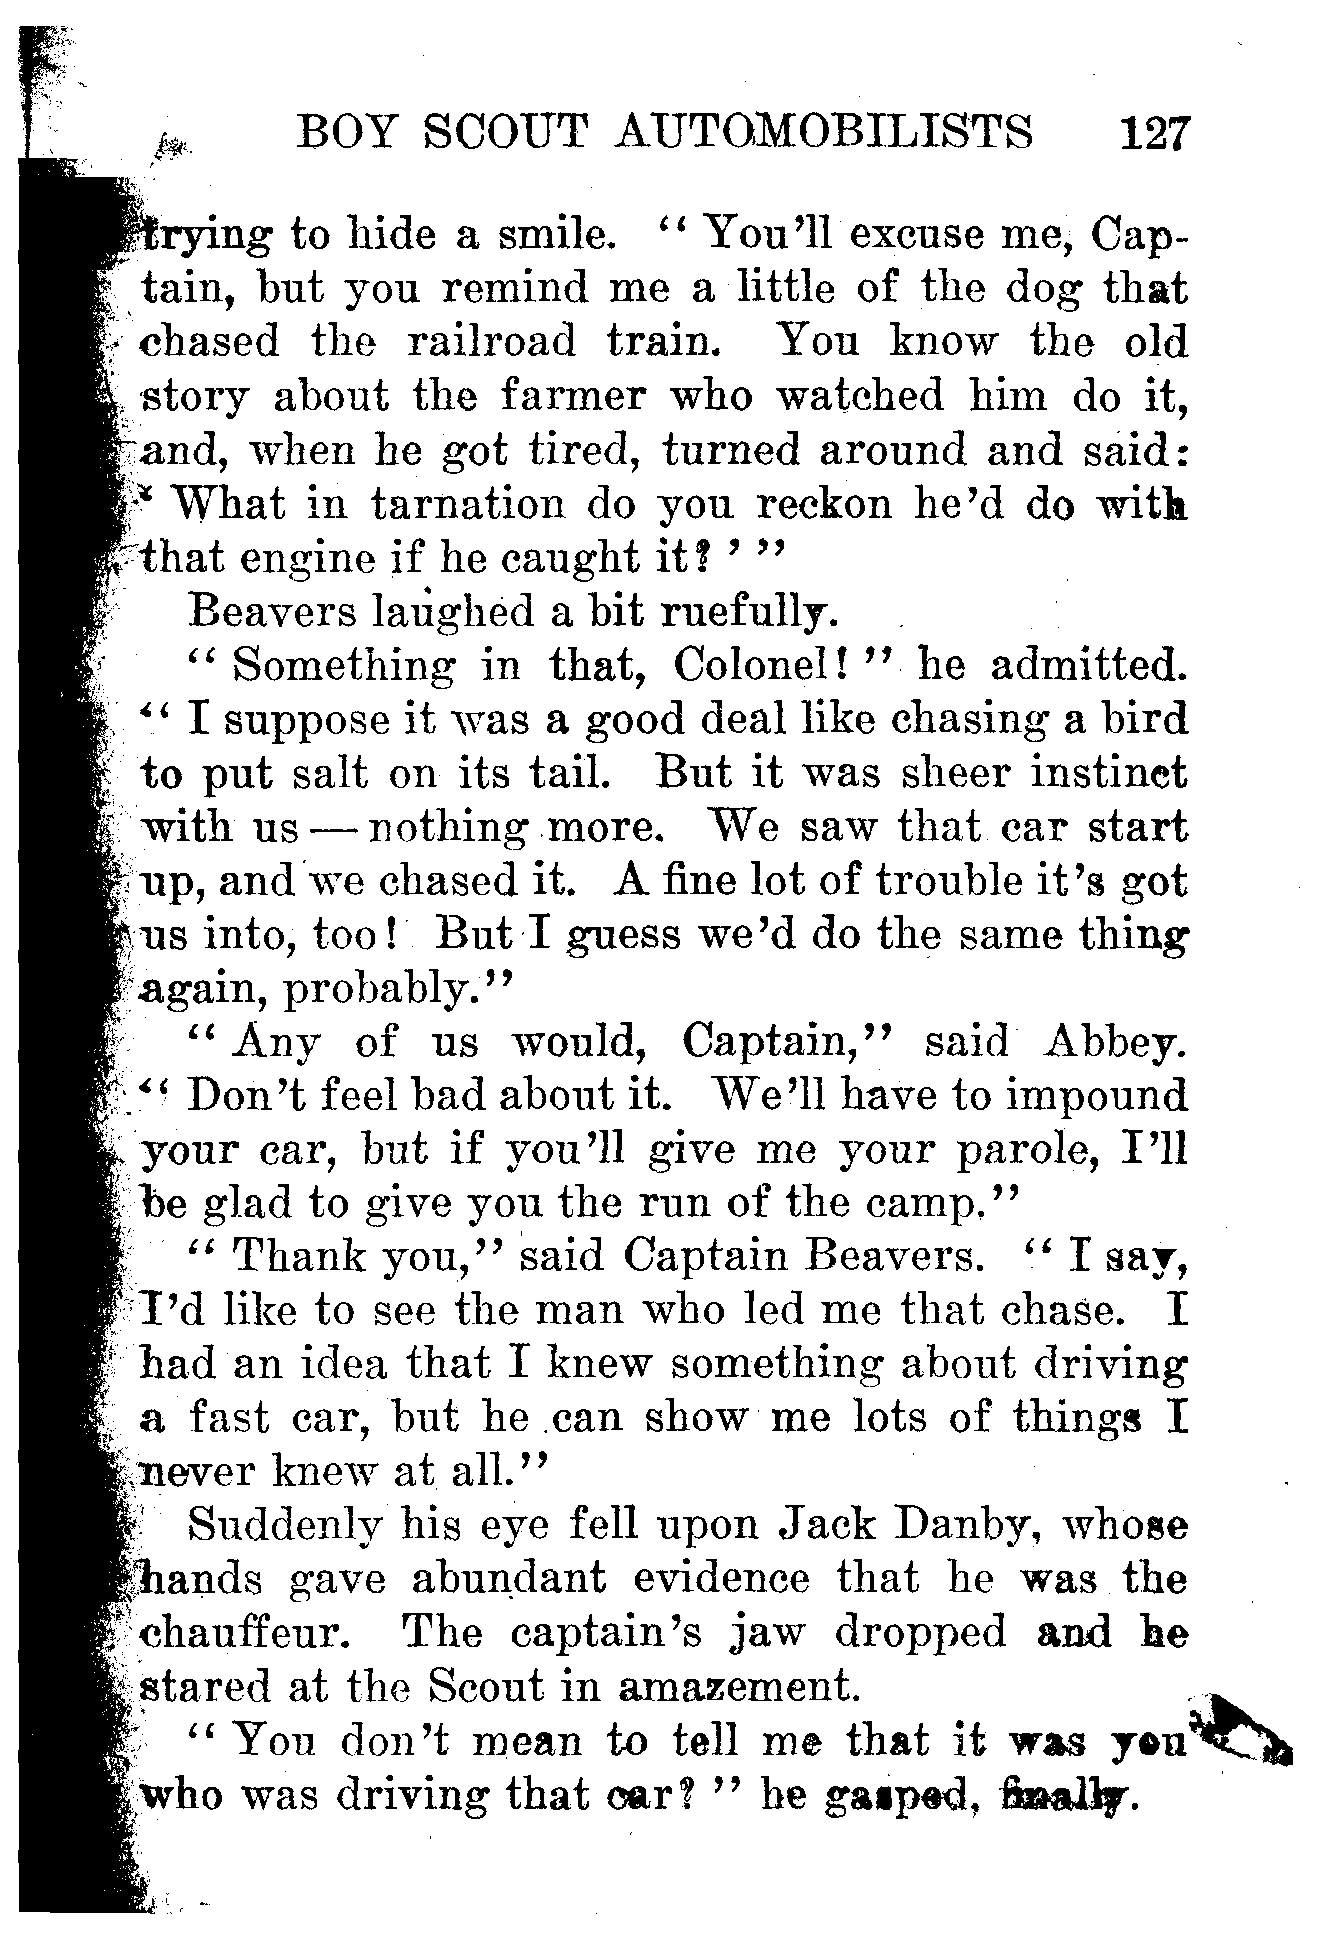 BOY SCOUT AUTOMOBILISTS 127
trying to hide a smile. "You'll excuse me, Cap-
tain, but you remind me a little of the dog that
chased the railroad train. You know the old
story about the farmer who watched him do it,
and, when he got tired, turned around and said:
' What in tarnation do you reckon he'd do with
that engine if he caught it? ' "
Beavers laughed a bit ruefully.
" Something in that, Colonel! " he admitted.
" I suppose it was a good deal like chasing a bird
to put salt on its tail. But it was sheer instinct
with us — nothing more. We saw that car start
up, and we chased it. A fine lot of trouble it's got
us into, too! But I guess we'd do the same thing
again, probably."
" Any of us would, Captain," said Abbey.
" Don't feel bad about it. We'll have to impound
your car, but if you'll give me your parole, I'll
be glad to give you the run of the camp."
" Thank you," said Captain Beavers. " I say,
I'd like to see the man who led me that chase. I
had an idea that I knew something about driving
a fast car, but he can show me lots of things I
never knew at all."
Suddenly his eye fell upon Jack Danby, whose
hands gave abundant evidence that he was the
chauffeur. The captain's jaw dropped and he
stared at the Scout in amazement.
" You don't mean to tell me that it was you
who was driving that car? " he gasped, finally.